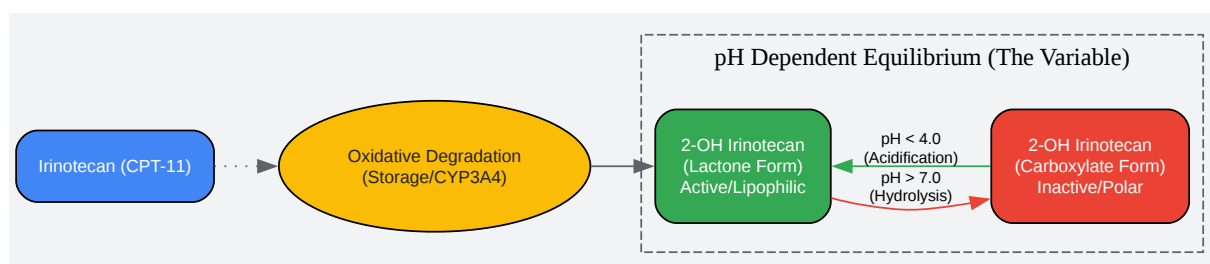 pH Dependent Equilibrium (The Variable)
Irinotecan (CPT-11)
Oxidative Degradation
(Storage/CYP3A4)
2-OH Irinotecan
(Lactone Form)
Active/Lipophilic
pH < 4.0
(Acidification)
pH > 7.0
(Hydrolysis)
2-OH Irinotecan
(Carboxylate Form)
Inactive/Polar